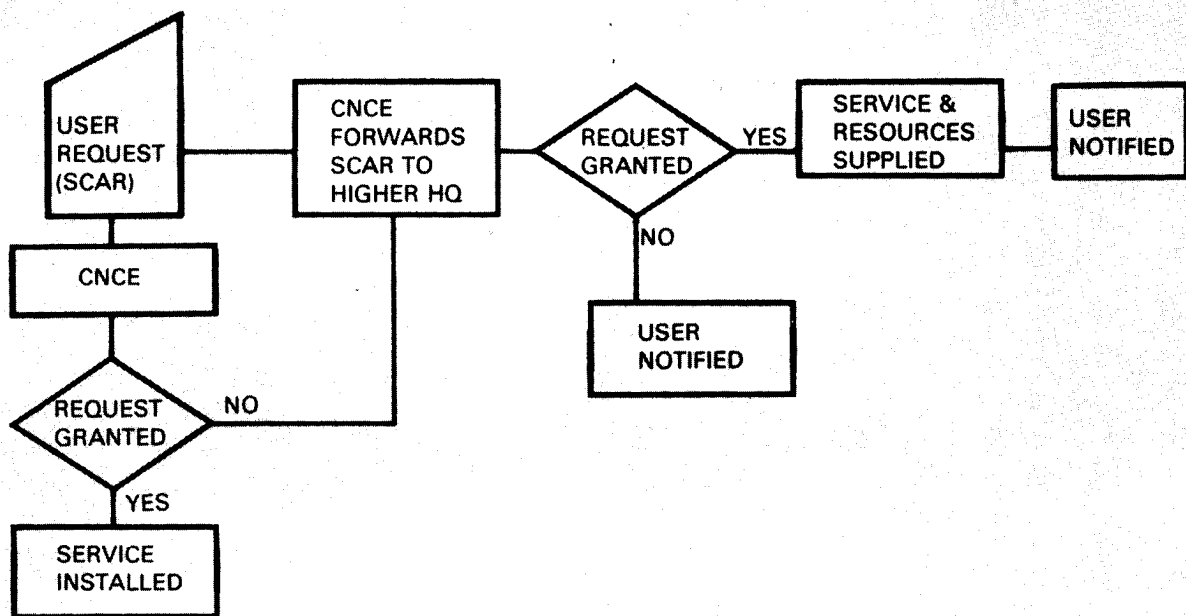 USER
REQUEST
(SCAR)
CNCE
FORWARDS
SCAR TO
HIGHER HQ
REQUEST
GRANTED
YES
SERVICE &
RESOURCES
SUPPLIED
USER
NOTIFIED
NO
USER
NOTIFIED
CNCE
REQUEST
GRANTED
NO
YES
SERVICE
INSTALLED